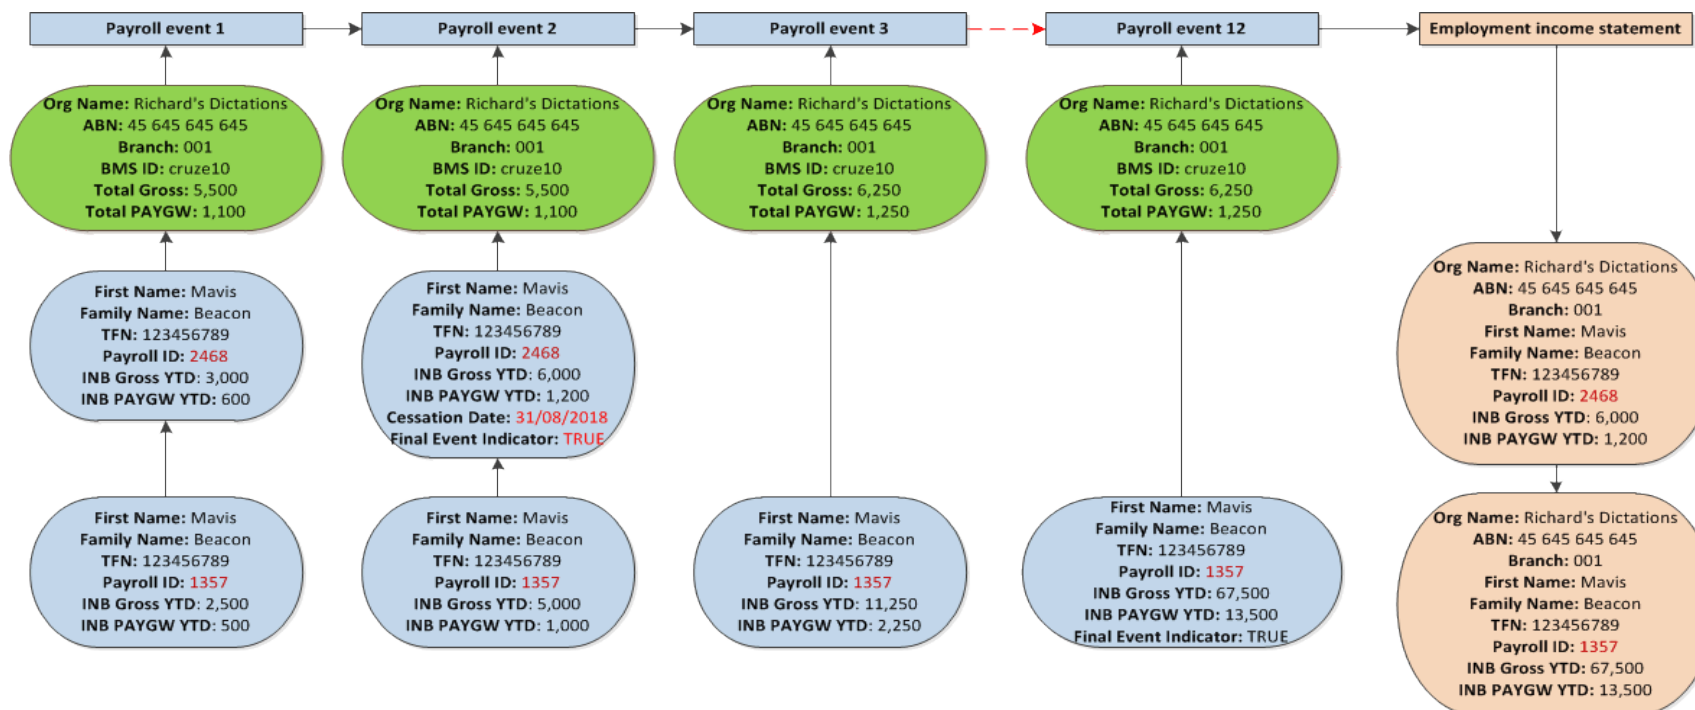 Payroll event 1
Payroll event 2
Payroll event 3
Payroll event 12
Employment income statement
Org Name: Richard's Dictations
ABN: 45 645 645 645
Branch: 001
BMS ID: cruze10
Total Gross: 5,500
Total PAYGW: 1,100
First Name: Mavis
Family Name: Beacon
TFN: 123456789
Payroll ID: 2468
INB Gross YTD: 3,000
INB PAYGW YTD: 600
First Name: Mavis
Family Name: Beacon
TFN: 123456789
Payroll ID: 1357
INB Gross YTD: 2,500
INB PAYGW YTD: 500
Org Name: Richard's Dictations
ABN: 45 645 645 645
Branch: 001
BMS ID: cruze10
Total Gross: 5,500
Total PAYGW: 1,100
First Name: Mavis
Family Name: Beacon
TFN: 123456789
Payroll ID: 2468
INB Gross YTD: 6,000
INB PAYGW YTD: 1,200
Cessation Date: 31/08/2018
Final Event Indicator: TRUE
First Name: Mavis
Family Name: Beacon
TFN: 123456789
Payroll ID: 1357
INB Gross YTD: 5,000
INB PAYGW YTD: 1,000
Org Name: Richard's Dictations
ABN: 45 645 645 645
Branch: 001
BMS ID: cruze10
Total Gross: 6,250
Total PAYGW: 1,250
First Name: Mavis
Family Name: Beacon
TFN: 123456789
Payroll ID: 1357
INB Gross YTD: 11,250
INB PAYGW YTD: 2,250
Org Name: Richard's Dictations
ABN: 45 645 645 645
Branch: 001
BMS ID: cruze10
Total Gross: 6,250
Total PAYGW: 1,250
First Name: Mavis
Family Name: Beacon
TFN: 123456789
Payroll ID: 1357
INB Gross YTD: 67,500
INB PAYGW YTD: 13,500
Final Event Indicator: TRUE
Org Name: Richard's Dictations
ABN: 45 645 645 645
Branch: 001
First Name: Mavis
Family Name: Beacon
TFN: 123456789
Payroll ID: 2468
INB Gross YTD: 6,000
INB PAYGW YTD: 1,200
Org Name: Richard's Dictations
ABN: 45 645 645 645
Branch: 001
First Name: Mavis
Family Name: Beacon
TFN: 123456789
Payroll ID: 1357
INB Gross YTD: 67,500
INB PAYGW YTD: 13,500